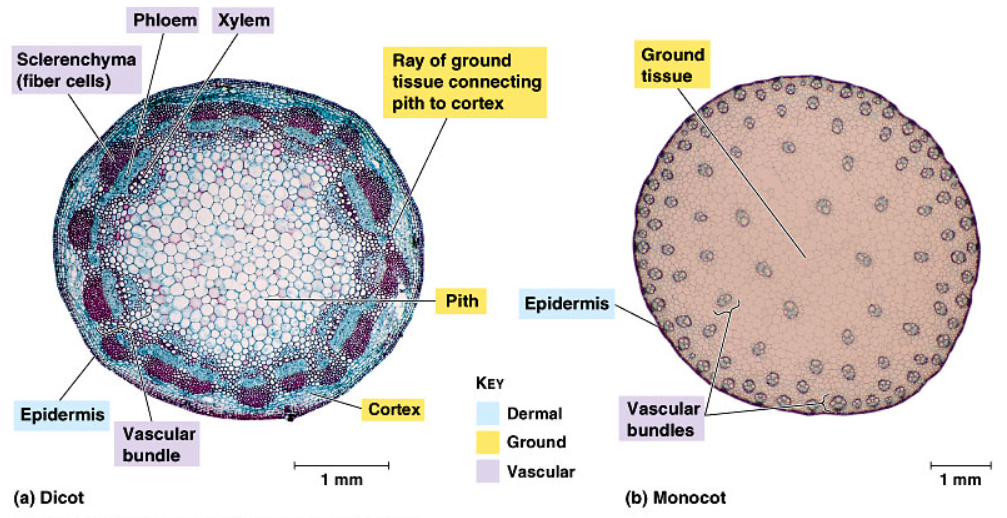 Phloem
Xylem
Sclerenchyma
(fiber cells)
Ray of ground
tissue connecting
pith to cortex
Pith
Epidermis
Vascular
bundle
Cortex
1 mm
(a) Dicot
KEY
Dermal
Ground
Vascular
Ground
tissue
Epidermis
Vascular
bundles
1 mm
(b) Monocot